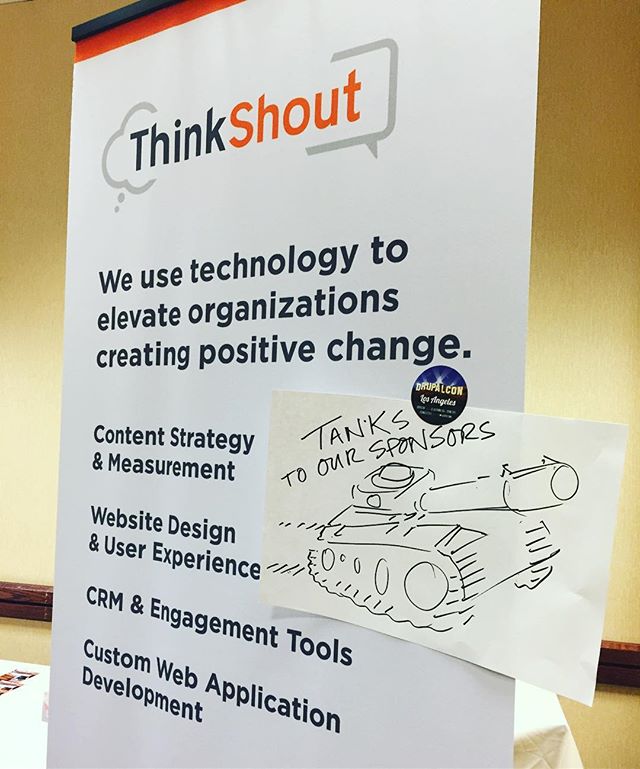 ThinkShout
We use technology to
elevate organizations
creating positive change.
Content Strategy
& Measurement
Website Design
& User Experience
CRM & Engagement Tools
Custom Web Application
Development
DRUPALCON
Los Angeles
TANKS
TO OUR SPONSORS